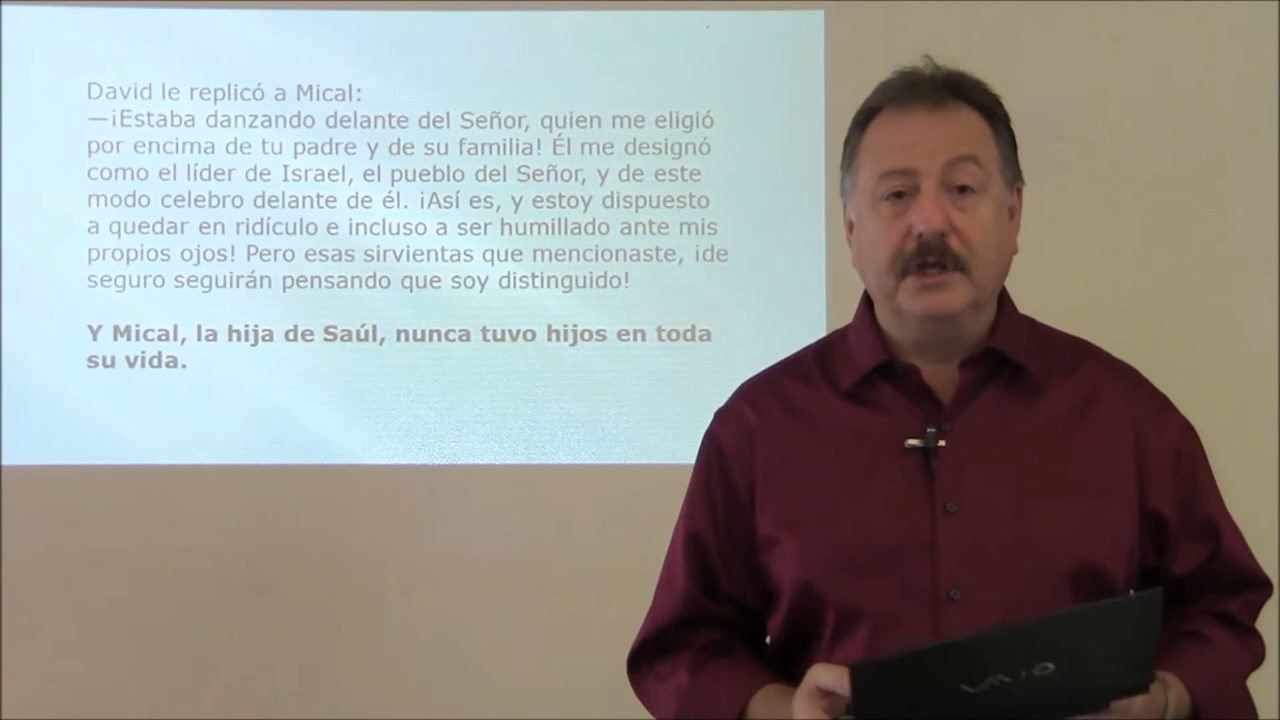 David le replicó a Mical:
—¡Estaba danzando delante del Señor, quien me eligió
por encima de tu padre y de su familia! Él me designó
como el líder de Israel, el pueblo del Señor, y de este
modo celebro delante de él. ¡Así es, y estoy dispuesto
a quedar en ridículo e incluso a ser humillado ante mis
propios ojos! Pero esas sirvientas que mencionaste, ¡de
seguro seguirán pensando que soy distinguido!
Y Mical, la hija de Saúl, nunca tuvo hijos en toda
su vida.
VAIO